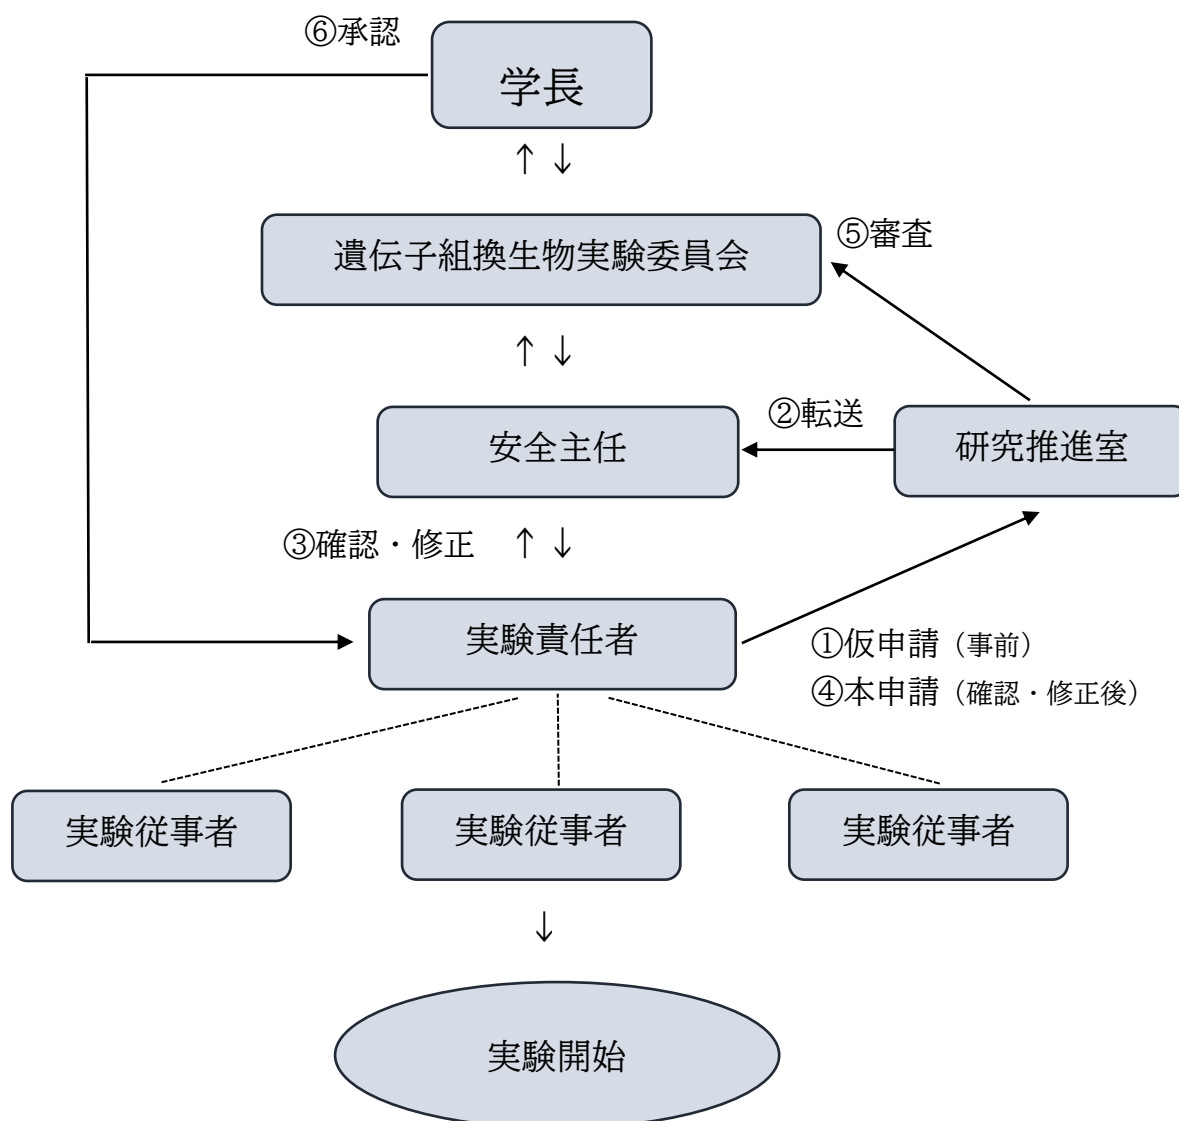 ⑥承認
学長
↑ ↓
遺伝子組換生物実験委員会
⑤審査
↑ ↓
②転送
安全主任
研究推進室
③確認・修正 ↑ ↓
実験責任者
①仮申請（事前）
④本申請（確認・修正後）
実験従事者
実験従事者
実験従事者
↓
実験開始